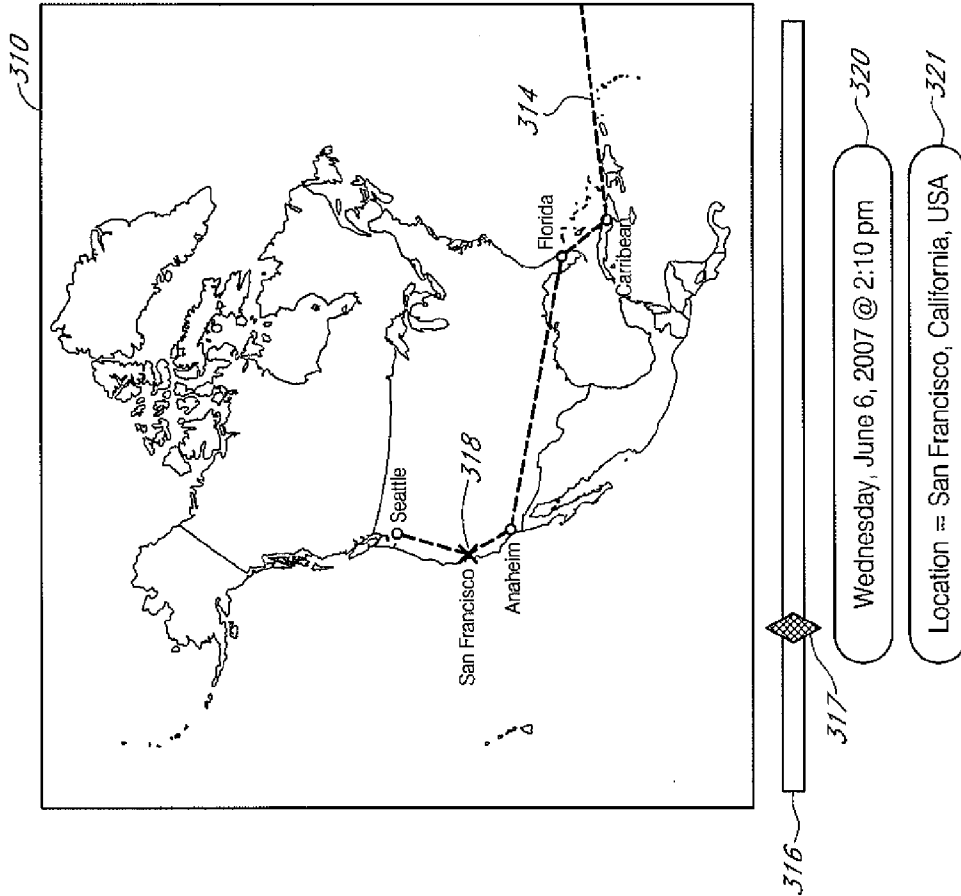 310
314
Florida
Carribean
Seattle
318
San Francisco
Anaheim
317
316
Wednesday, June 6, 2007 @ 2:10 pm
320
Location = San Francisco, California, USA
321